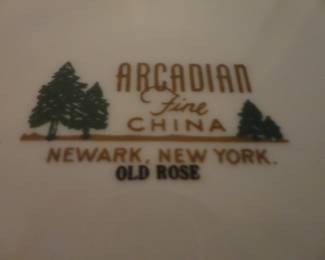 ARCADIAN
Fine
CHINA
NEWARK, NEW YORK.
OLD ROSE